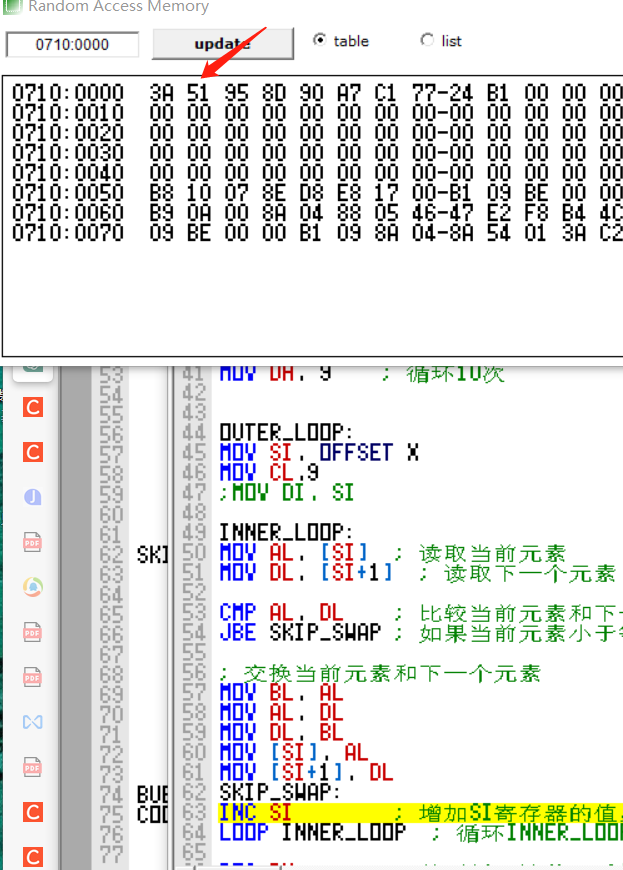 Random Access Memory
0710:0000 update table list
0710:0000 3A 51 95 8D 90 A7 C1 77-24 B1 00 00 00
0710:0010 00 00 00 00 00 00 00 00-00 00 00 00 00
0710:0020 00 00 00 00 00 00 00 00-00 00 00 00 00
0710:0030 00 00 00 00 00 00 00 00-00 00 00 00 00
0710:0040 00 00 00 00 00 00 00 00-00 00 00 00 00
0710:0050 B8 10 07 8E D8 E8 17 00-B1 09 BE 00 00
0710:0060 B9 0A 00 8A 04 88 05 46-47 E2 F8 B4 4C
0710:0070 09 BE 00 00 B1 09 8A 04-8A 54 01 3A C2
53 41 MOV DH, 9 ; 循环10次
54 42
55 43
56 44 OUTER_LOOP:
57 45 MOV SI, OFFSET X
58 46 MOV CL,9
59 47 ;MOV DI, SI
60 48
61 49 INNER_LOOP:
62 SKI 50 MOV AL, [SI] ; 读取当前元素
63 51 MOV DL, [SI+1] ; 读取下一个元素
64 52
65 53 CMP AL, DL ; 比较当前元素和下
66 54 JBE SKIP_SWAP ; 如果当前元素小于
67 55
68 56 ; 交换当前元素和下一个元素
69 57 MOV BL, AL
70 58 MOV AL, DL
71 59 MOV DL, BL
72 60 MOV [SI], AL
73 61 MOV [SI+1], DL
74 BUB 62 SKIP_SWAP:
75 COD 63 INC SI ; 增加SI寄存器的值
76 64 LOOP INNER_LOOP ; 循环INNER_LOO
77 65